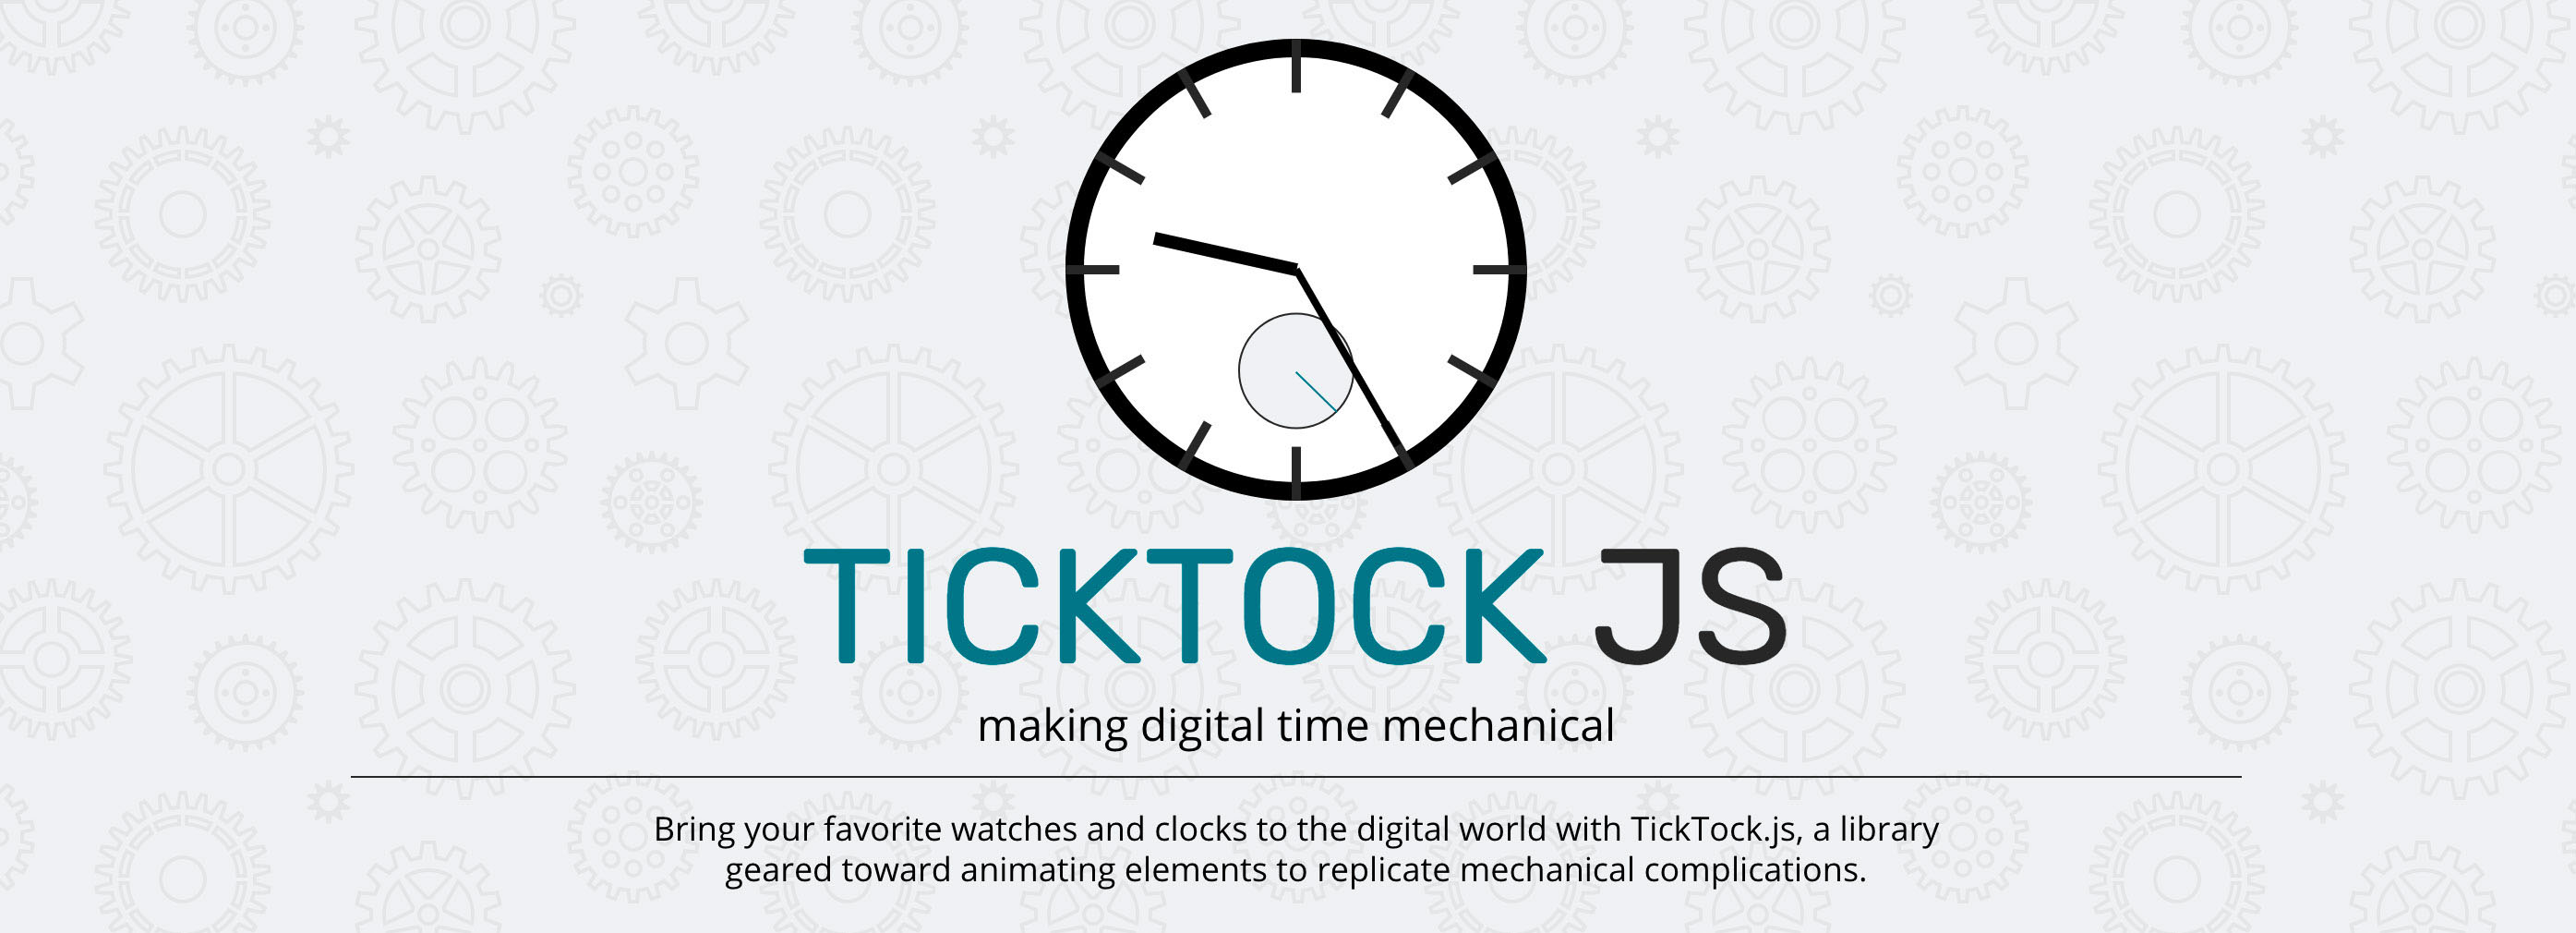 TICKTOCK JS
making digital time mechanical
Bring your favorite watches and clocks to the digital world with TickTock.js, a library
geared toward animating elements to replicate mechanical complications.